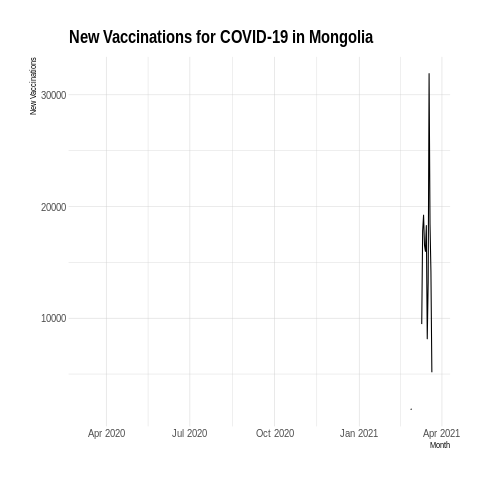 New Vaccinations for COVID-19 in Mongolia
New Vaccinations
30000
20000
10000
Apr 2020
Jul 2020
Oct 2020
Jan 2021
Apr 2021
Month